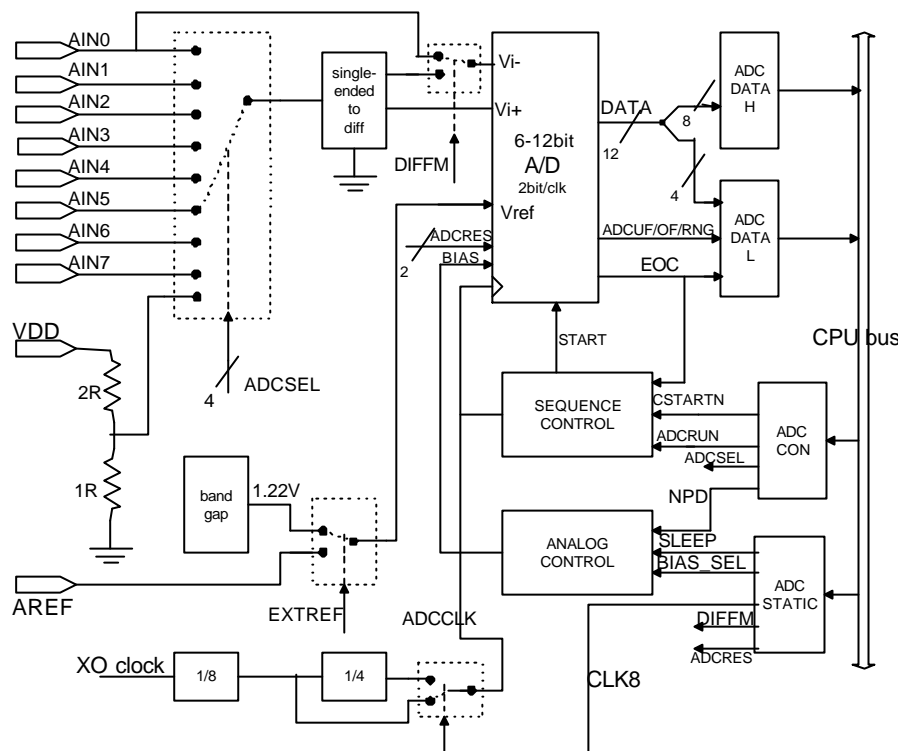 AIN0
AIN1
AIN2
AIN3
AIN4
AIN5
AIN6
AIN7
VDD
2R
1R
4
ADCSEL
single-
ended
to
diff
DIFFM
Vi-
Vi+
6-12bit
A/D
2bit/clk
Vref
ADCRES
2
BIAS
DATA
12
8
4
ADC
DATA
H
ADCUF/OF/RNG
EOC
ADC
DATA
L
CPU bus
START
SEQUENCE
CONTROL
CSTARTN
ADCRUN
ADCSEL
NPD
ADC
CON
band
gap
1.22V
AREF
EXTREF
ANALOG
CONTROL
SLEEP
BIAS_SEL
DIFFM
ADCRES
ADC
STATIC
ADCCLK
CLK8
XO clock
1/8
1/4